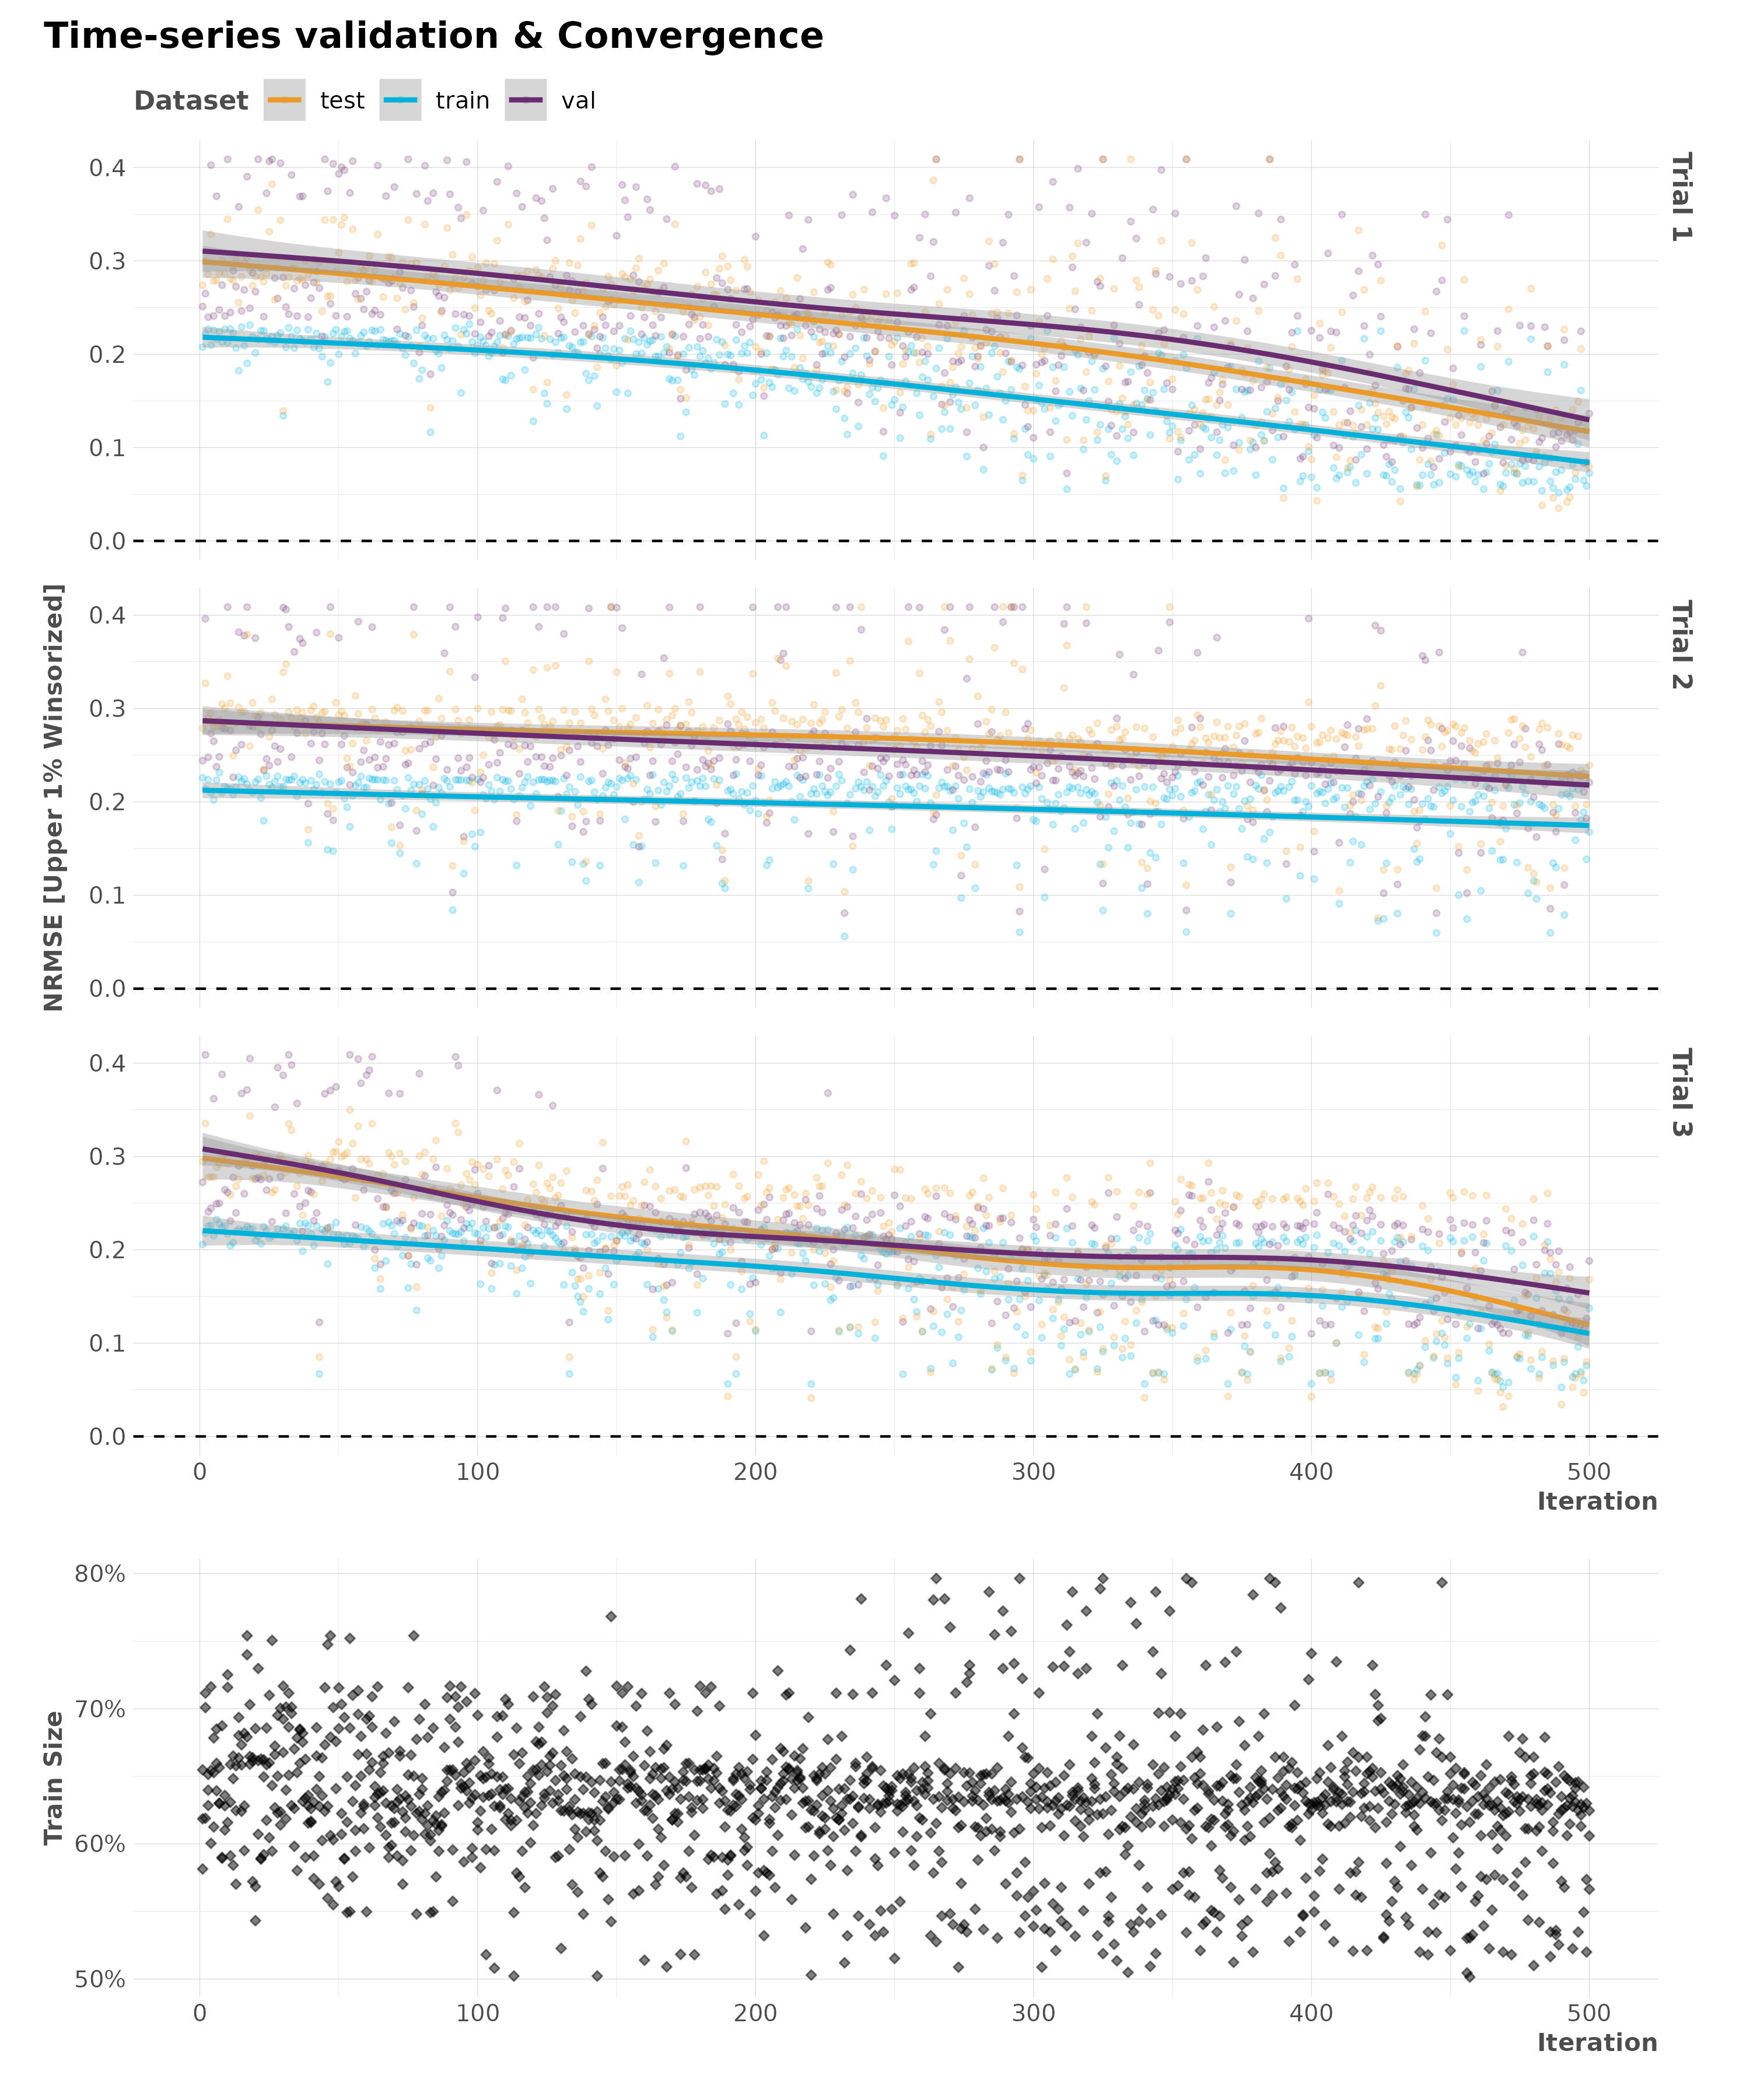 Time-series validation & Convergence
Dataset test train val
NRMSE [Upper 1% Winsorized]
0.4
0.3
0.2
0.1
0.0
Trial 1
0.4
0.3
0.2
0.1
0.0
Trial 2
0.4
0.3
0.2
0.1
0.0
Trial 3
0 100 200 300 400 500
Iteration
Train Size
80%
70%
60%
50%
0 100 200 300 400 500
Iteration